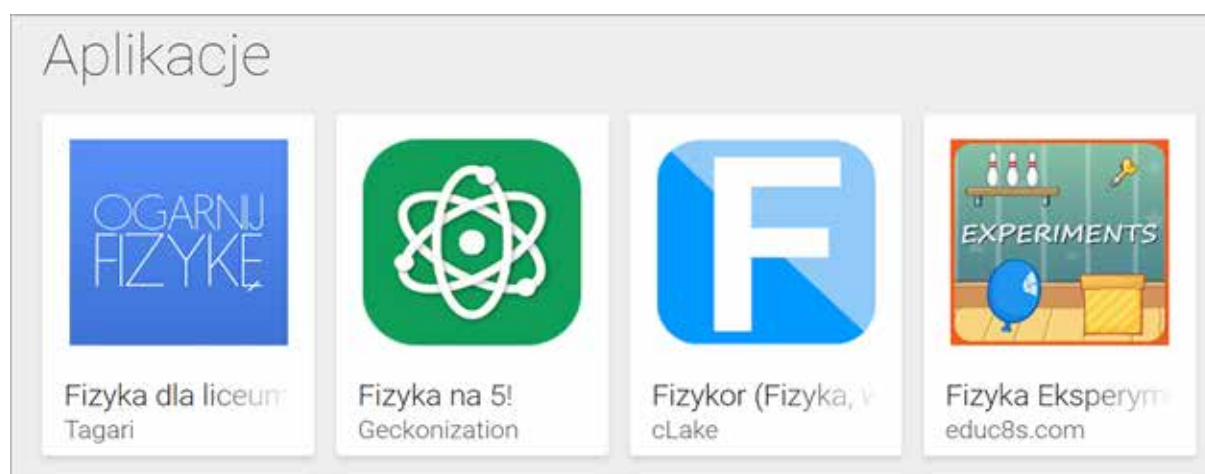 Aplikacje
OGARNIJ
FIZYKĘ
Fizyka dla liceum
Tagari
Fizyka na 5!
Geckonization
F
Fizykor (Fizyka, w
cLake
EXPERIMENTS
Fizyka Eksperym
educ8s.com